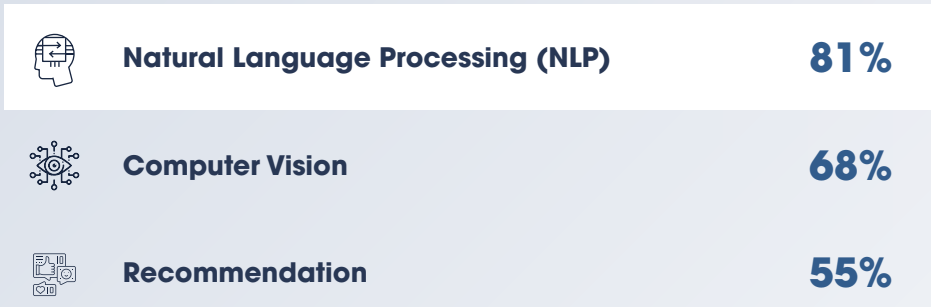 Natural Language Processing (NLP) 81%
Computer Vision 68%
Recommendation 55%